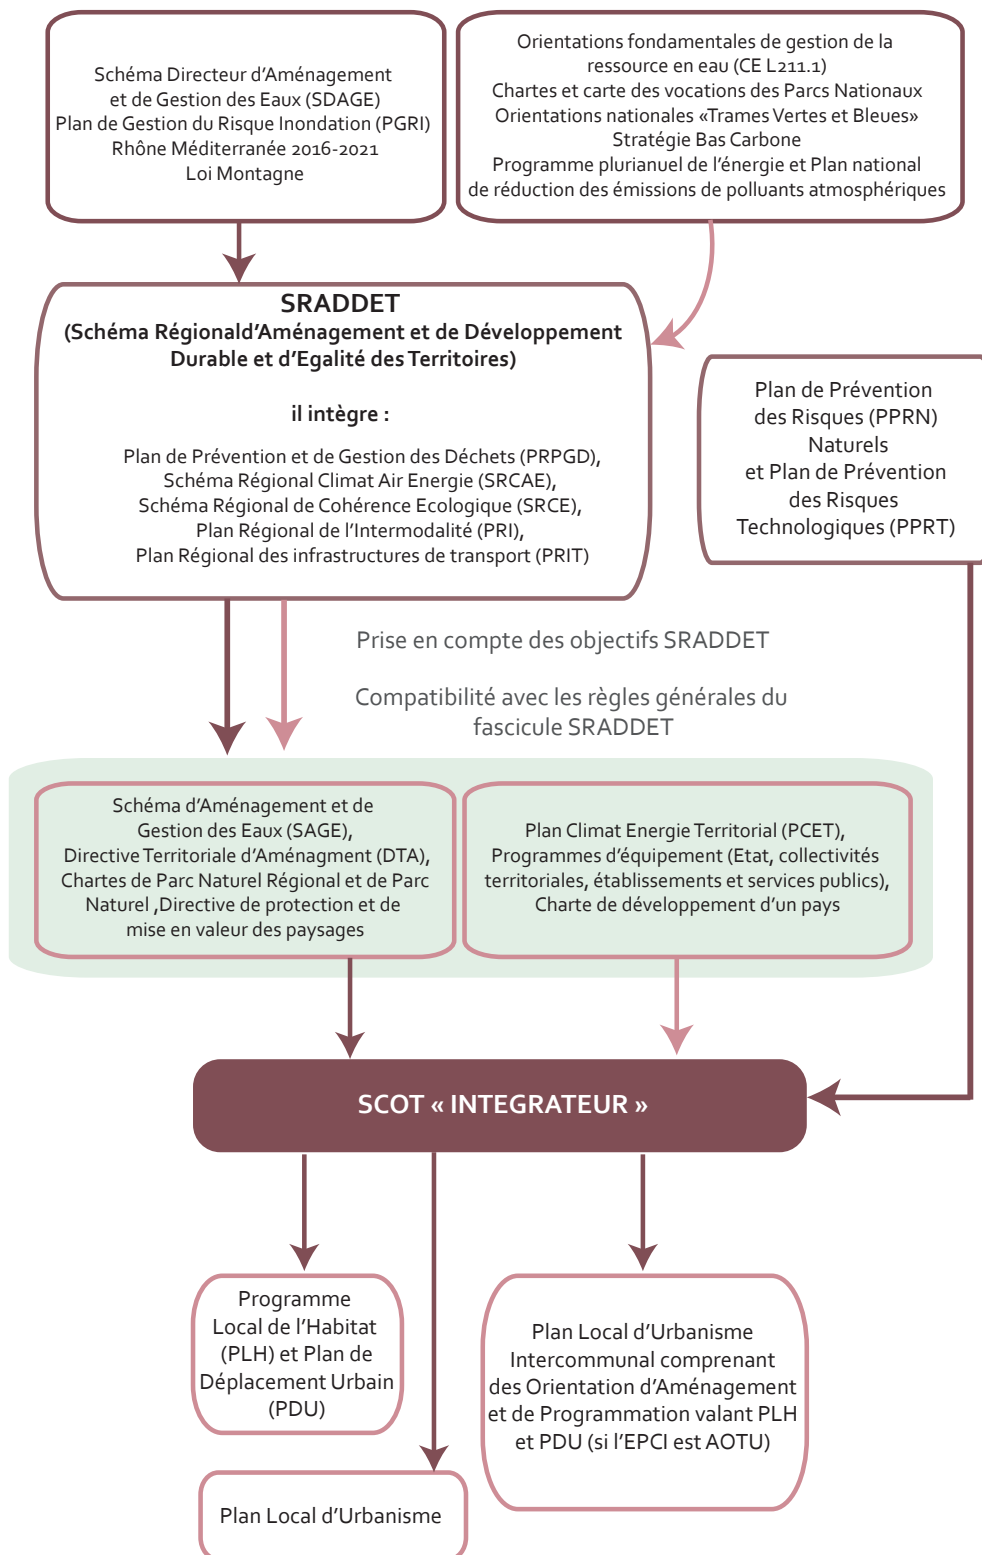 Schéma Directeur d'Aménagement
et de Gestion des Eaux (SDAGE)
Plan de Gestion du Risque Inondation (PGRI)
Rhône Méditerranée 2016-2021
Loi Montagne
Orientations fondamentales de gestion de la
ressource en eau (CE L211.1)
Chartes et carte des vocations des Parcs Nationaux
Orientations nationales «Trames Vertes et Bleues»
Stratégie Bas Carbone
Programme plurianuel de l'énergie et Plan national
de réduction des émissions de polluants atmosphériques
SRADDET
(Schéma Régionald'Aménagement et de Développement
Durable et d'Egalité des Territoires)
il intègre :
Plan de Prévention et de Gestion des Déchets (PRPGD),
Schéma Régional Climat Air Energie (SRCAE),
Schéma Régional de Cohérence Ecologique (SRCE),
Plan Régional de l'Intermodalité (PRI),
Plan Régional des infrastructures de transport (PRIT)
Plan de Prévention
des Risques (PPRN)
Naturels
et Plan de Prévention
des Risques
Technologiques (PPRT)
Prise en compte des objectifs SRADDET
Compatibilité avec les règles générales du
fascicule SRADDET
Schéma d'Aménagement et de
Gestion des Eaux (SAGE),
Directive Territoriale d'Aménagment (DTA),
Chartes de Parc Naturel Régional et de Parc
Naturel ,Directive de protection et de
mise en valeur des paysages
Plan Climat Energie Territorial (PCET),
Programmes d'équipement (Etat, collectivités
territoriales, établissements et services publics),
Charte de développement d'un pays
SCOT « INTEGRATEUR »
Programme
Local de l'Habitat
(PLH) et Plan de
Déplacement Urbain
(PDU)
Plan Local d'Urbanisme
Intercommunal comprenant
des Orientation d'Aménagement
et de Programmation valant PLH
et PDU (si l'EPCI est AOTU)
Plan Local d'Urbanisme